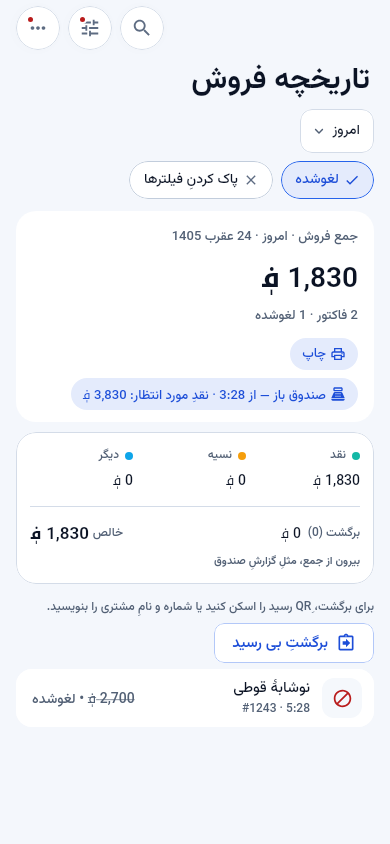 تاریخچه فروش
امروز
لغوشده
پاک کردنِ فیلترها
جمع فروش · امروز · 24 عقرب 1405
1,830 ؋
2 فاکتور · 1 لغوشده
چاپ
صندوق باز — از 3:28 · نقدِ مورد انتظار: 3,830 ؋
نقد
نسیه
دیگر
1,830 ؋
0 ؋
0 ؋
برگشت (0) 0 ؋
خالص 1,830 ؋
بیرون از جمع، مثلِ گزارشِ صندوق
برای برگشت، QRِ رسید را اسکن کنید یا شماره و نامِ مشتری را بنویسید.
برگشتِ بی رسید
نوشابهٔ قوطی
2,700 ؋ • لغوشده
#1243 · 5:28